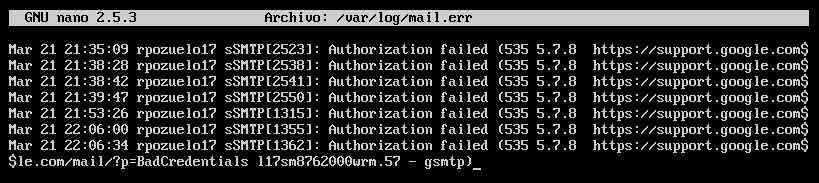 GNU nano 2.5.3 Archivo: /var/log/mail.err
Mar 21 21:35:09 rpozuelo17 sSMTP[2523]: Authorization failed (535 5.7.8  https://support.google.com$
Mar 21 21:38:28 rpozuelo17 sSMTP[2538]: Authorization failed (535 5.7.8  https://support.google.com$
Mar 21 21:38:42 rpozuelo17 sSMTP[2541]: Authorization failed (535 5.7.8  https://support.google.com$
Mar 21 21:39:47 rpozuelo17 sSMTP[2550]: Authorization failed (535 5.7.8  https://support.google.com$
Mar 21 21:53:26 rpozuelo17 sSMTP[1315]: Authorization failed (535 5.7.8  https://support.google.com$
Mar 21 22:06:00 rpozuelo17 sSMTP[1355]: Authorization failed (535 5.7.8  https://support.google.com$
Mar 21 22:06:34 rpozuelo17 sSMTP[1362]: Authorization failed (535 5.7.8  https://support.google.com$
$le.com/mail/?p=BadCredentials l17sm8762000wrm.57 - gsmtp)_